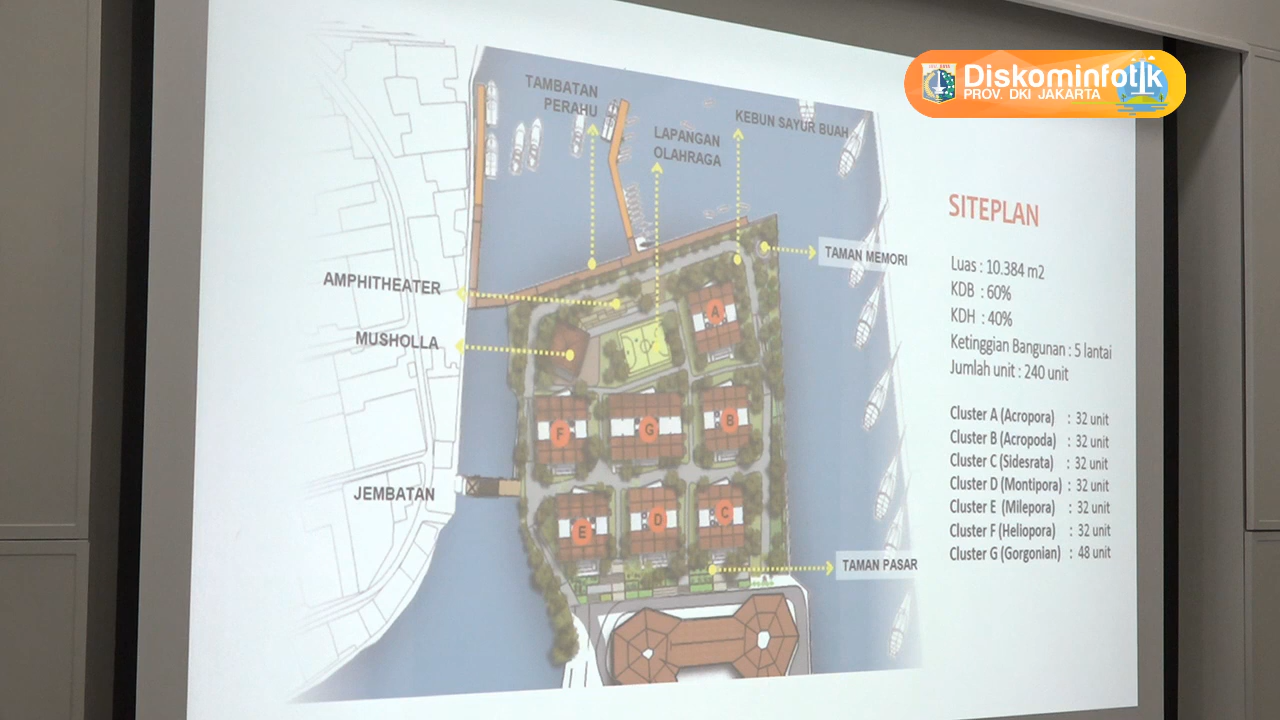 Diskominfotik
PROV. DKI JAKARTA
TAMBATAN
PERAHU
LAPANGAN
OLAHRAGA
KEBUN SAYUR BUAH
TAMAN MEMORI
AMPHITHEATER
MUSHOLLA
JEMBATAN
TAMAN PASAR
A
B
C
D
E
F
G
SITEPLAN
Luas : 10.384 m2
KDB : 60%
KDH : 40%
Ketinggian Bangunan : 5 lantai
Jumlah unit : 240 unit
Cluster A (Acropora) : 32 unit
Cluster B (Acropoda) : 32 unit
Cluster C (Sidesrata) : 32 unit
Cluster D (Montipora) : 32 unit
Cluster E (Milepora) : 32 unit
Cluster F (Heliopora) : 32 unit
Cluster G (Gorgonian) : 48 unit